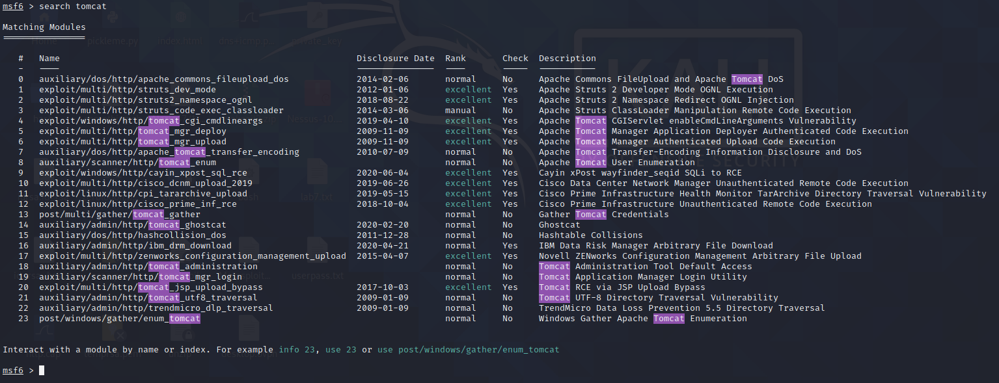 msf6 > search tomcat
Matching Modules
================
# Name Disclosure Date Rank Check Description
- ---- --------------- ---- ----- -----------
0 auxiliary/dos/http/apache_commons_fileupload_dos 2014-02-06 normal No Apache Commons FileUpload and Apache Tomcat DoS
1 exploit/multi/http/struts_dev_mode 2012-01-06 excellent Yes Apache Struts 2 Developer Mode OGNL Execution
2 exploit/multi/http/struts2_namespace_ognl 2018-08-22 excellent Yes Apache Struts 2 Namespace Redirect OGNL Injection
3 exploit/multi/http/struts_code_exec_classloader 2014-03-06 manual No Apache Struts ClassLoader Manipulation Remote Code Execution
4 exploit/windows/http/tomcat_cgi_cmdlineargs 2019-04-10 excellent Yes Apache Tomcat CGIServlet enableCmdLineArguments Vulnerability
5 exploit/multi/http/tomcat_mgr_deploy 2009-11-09 excellent Yes Apache Tomcat Manager Application Deployer Authenticated Code Execution
6 exploit/multi/http/tomcat_mgr_upload 2009-11-09 excellent Yes Apache Tomcat Manager Authenticated Upload Code Execution
7 auxiliary/dos/http/apache_tomcat_transfer_encoding 2010-07-09 normal No Apache Tomcat Transfer-Encoding Information Disclosure and DoS
8 auxiliary/scanner/http/tomcat_enum normal No Apache Tomcat User Enumeration
9 exploit/windows/http/cayin_xpost_sql_rce 2020-06-04 excellent Yes Cayin xPost wayfinder_seqid SQLi to RCE
10 exploit/multi/http/cisco_dcnm_upload_2019 2019-06-26 excellent Yes Cisco Data Center Network Manager Unauthenticated Remote Code Execution
11 exploit/linux/http/cpi_tararchive_upload 2019-05-15 excellent Yes Cisco Prime Infrastructure Health Monitor TarArchive Directory Traversal Vulnerability
12 exploit/linux/http/cisco_prime_inf_rce 2018-10-04 excellent Yes Cisco Prime Infrastructure Unauthenticated Remote Code Execution
13 post/multi/gather/tomcat_gather normal No Gather Tomcat Credentials
14 auxiliary/admin/http/tomcat_ghostcat 2020-02-20 normal No Ghostcat
15 auxiliary/dos/http/hashcollision_dos 2011-12-28 normal No Hashtable Collisions
16 auxiliary/admin/http/ibm_drm_download 2020-04-21 normal Yes IBM Data Risk Manager Arbitrary File Download
17 exploit/multi/http/zenworks_configuration_management_upload 2015-04-07 excellent Yes Novell ZENworks Configuration Management Arbitrary File Upload
18 auxiliary/admin/http/tomcat_administration normal No Tomcat Administration Tool Default Access
19 auxiliary/scanner/http/tomcat_mgr_login normal No Tomcat Application Manager Login Utility
20 exploit/multi/http/tomcat_jsp_upload_bypass 2017-10-03 excellent Yes Tomcat RCE via JSP Upload Bypass
21 auxiliary/admin/http/tomcat_utf8_traversal 2009-01-09 normal No Tomcat UTF-8 Directory Traversal Vulnerability
22 auxiliary/admin/http/trendmicro_dlp_traversal 2009-01-09 normal No TrendMicro Data Loss Prevention 5.5 Directory Traversal
23 post/windows/gather/enum_tomcat normal No Windows Gather Apache Tomcat Enumeration
Interact with a module by name or index. For example info 23, use 23 or use post/windows/gather/enum_tomcat
msf6 >
Home pickleme.py index.html
KALI
Nessus-10
SECURITY
lab7.txt
userpass.txt